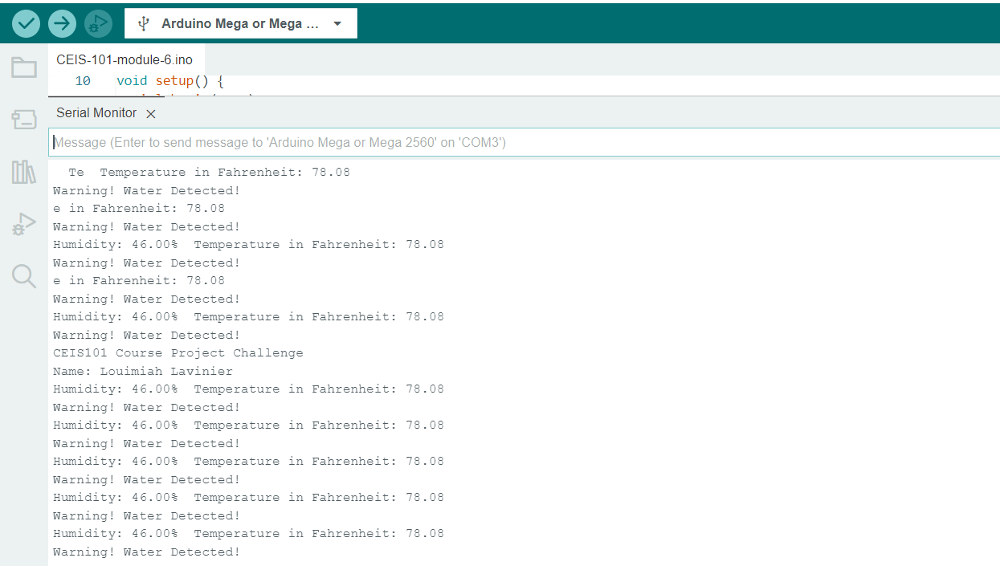 Arduino Mega or Mega ...
CEIS-101-module-6.ino
10 void setup() {
Serial Monitor
Message (Enter to send message to 'Arduino Mega or Mega 2560' on 'COM3')
Te  Temperature in Fahrenheit: 78.08
Warning! Water Detected!
e in Fahrenheit: 78.08
Warning! Water Detected!
Humidity: 46.00%  Temperature in Fahrenheit: 78.08
Warning! Water Detected!
e in Fahrenheit: 78.08
Warning! Water Detected!
Humidity: 46.00%  Temperature in Fahrenheit: 78.08
Warning! Water Detected!
CEIS101 Course Project Challenge
Name: Louimiah Lavinier
Humidity: 46.00%  Temperature in Fahrenheit: 78.08
Warning! Water Detected!
Humidity: 46.00%  Temperature in Fahrenheit: 78.08
Warning! Water Detected!
Humidity: 46.00%  Temperature in Fahrenheit: 78.08
Warning! Water Detected!
Humidity: 46.00%  Temperature in Fahrenheit: 78.08
Warning! Water Detected!
Humidity: 46.00%  Temperature in Fahrenheit: 78.08
Warning! Water Detected!